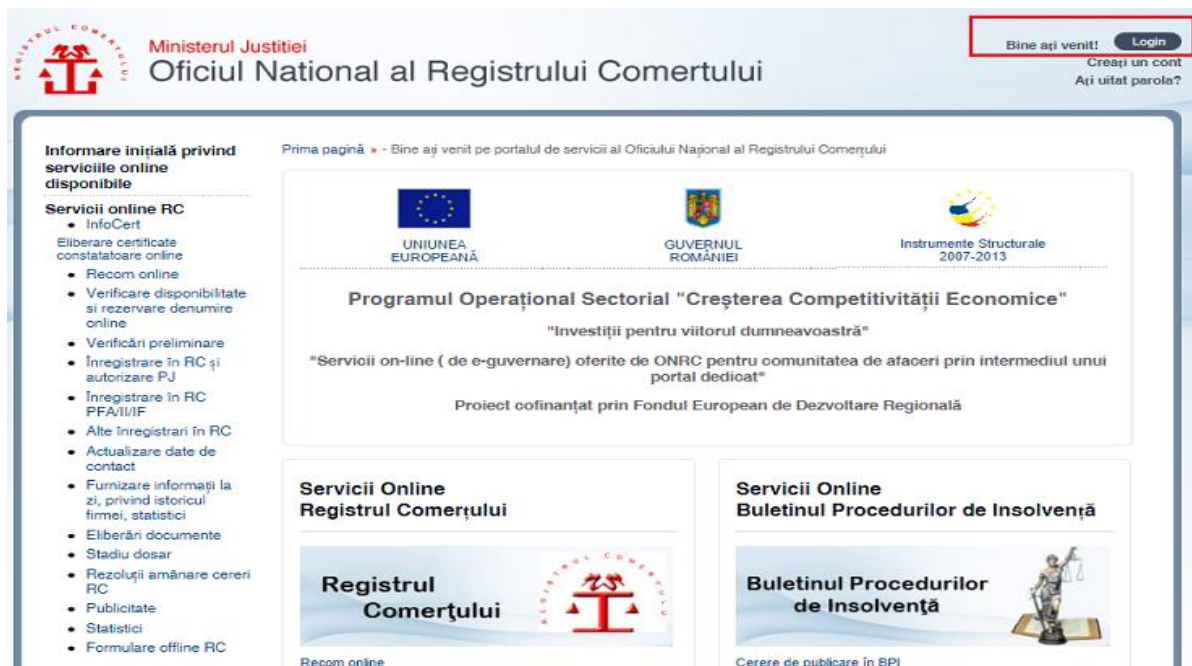 REGISTRUL COMERTULUI
Ministerul Justitiei
Oficiul National al Registrului Comertului
Bine ați venit! Login
Creați un cont
Ați uitat parola?
Informare inițială privind
serviciile online
disponibile
Servicii online RC
InfoCert
Eliberare certificate
constatatoare online
Recom online
Verificare disponibilitate
si rezervare denumire
online
Verificări preliminare
Înregistrare în RC și
autorizare PJ
Înregistrare în RC
PFA/II/IF
Alte înregistrari în RC
Actualizare date de
contact
Furnizare informații la
zi, privind istoricul
firmei, statistici
Eliberări documente
Stadiu dosar
Rezoluții amânare cereri
RC
Publicitate
Statistici
Formulare offline RC
Prima pagină ▸ - Bine ați venit pe portalul de servicii al Oficiului Național al Registrului Comerțului
UNIUNEA
EUROPEANĂ
GUVERNUL
ROMÂNIEI
Instrumente Structurale
2007-2013
Programul Operațional Sectorial "Creșterea Competitivității Economice"
"Investiții pentru viitorul dumneavoastră"
"Servicii on-line ( de e-guvernare) oferite de ONRC pentru comunitatea de afaceri prin intermediul unui
portal dedicat"
Proiect cofinanțat prin Fondul European de Dezvoltare Regională
Servicii Online
Registrul Comerțului
Registrul
Comerţului
REGISTRUL COMERTULUI
Recom online
Servicii Online
Buletinul Procedurilor de Insolvență
Buletinul Procedurilor
de Insolvenţă
Cerere de publicare în BPI